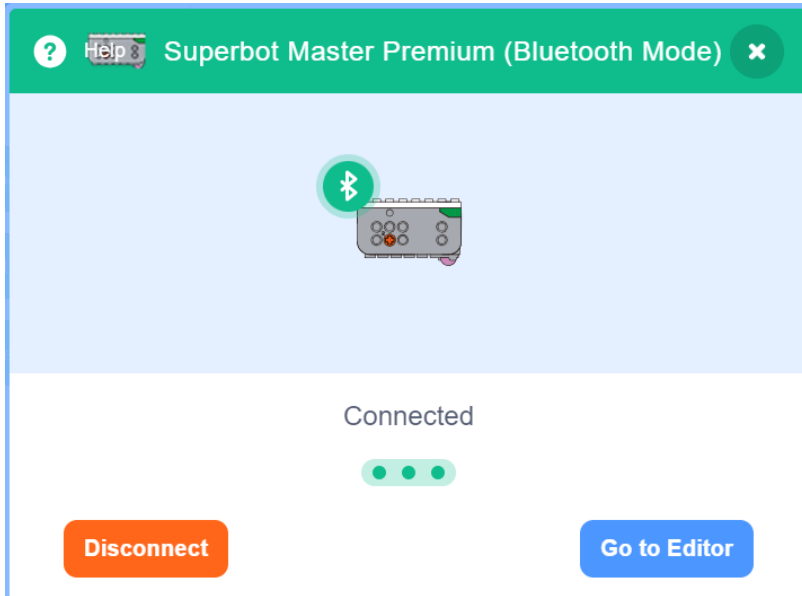 ? Help Superbot Master Premium (Bluetooth Mode)
Connected
Disconnect Go to Editor